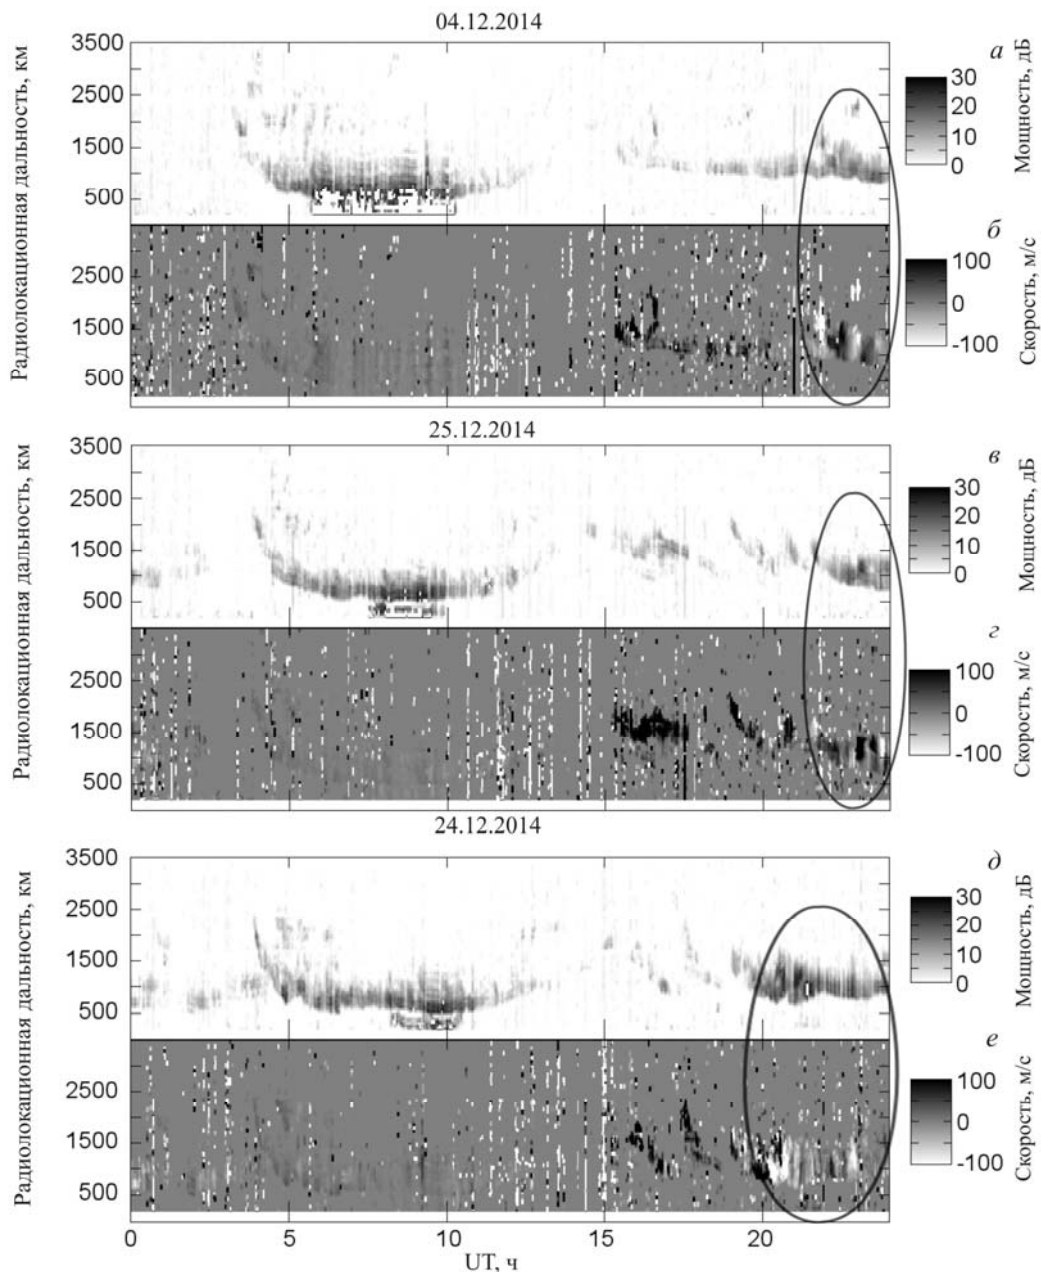 04.12.2014
Радиолокационная дальность, км
3500
2500
1500
500
а
30
20
10
0
Мощность, дБ
2500
1500
500
б
100
0
-100
Скорость, м/с
25.12.2014
Радиолокационная дальность, км
3500
2500
1500
500
в
30
20
10
0
Мощность, дБ
2500
1500
500
г
100
0
-100
Скорость, м/с
24.12.2014
Радиолокационная дальность, км
3500
2500
1500
500
д
30
20
10
0
Мощность, дБ
2500
1500
500
е
100
0
-100
Скорость, м/с
0 5 10 15 20
UT, ч